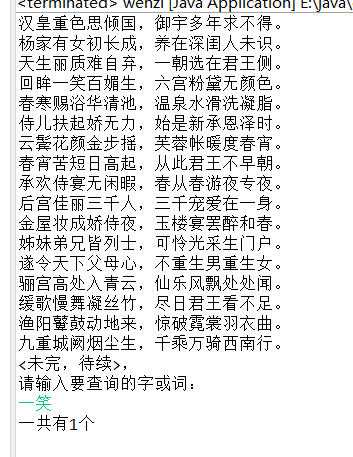 <terminated> wenzi [Java Application] E:\java\
汉皇重色思倾国，御宇多年求不得。
杨家有女初长成，养在深闺人未识。
天生丽质难自弃，一朝选在君王侧。
回眸一笑百媚生，六宫粉黛无颜色。
春寒赐浴华清池，温泉水滑洗凝脂。
侍儿扶起娇无力，始是新承恩泽时。
云鬓花颜金步摇，芙蓉帐暖度春宵。
春宵苦短日高起，从此君王不早朝。
承欢侍宴无闲暇，春从春游夜专夜。
后宫佳丽三千人，三千宠爱在一身。
金屋妆成娇侍夜，玉楼宴罢醉和春。
姊妹弟兄皆列士，可怜光采生门户。
遂令天下父母心，不重生男重生女。
骊宫高处入青云，仙乐风飘处处闻。
缓歌慢舞凝丝竹，尽日君王看不足。
渔阳鼙鼓动地来，惊破霓裳羽衣曲。
九重城阙烟尘生，千乘万骑西南行。
<未完，待续>，
请输入要查询的字或词：
一笑
一共有1个